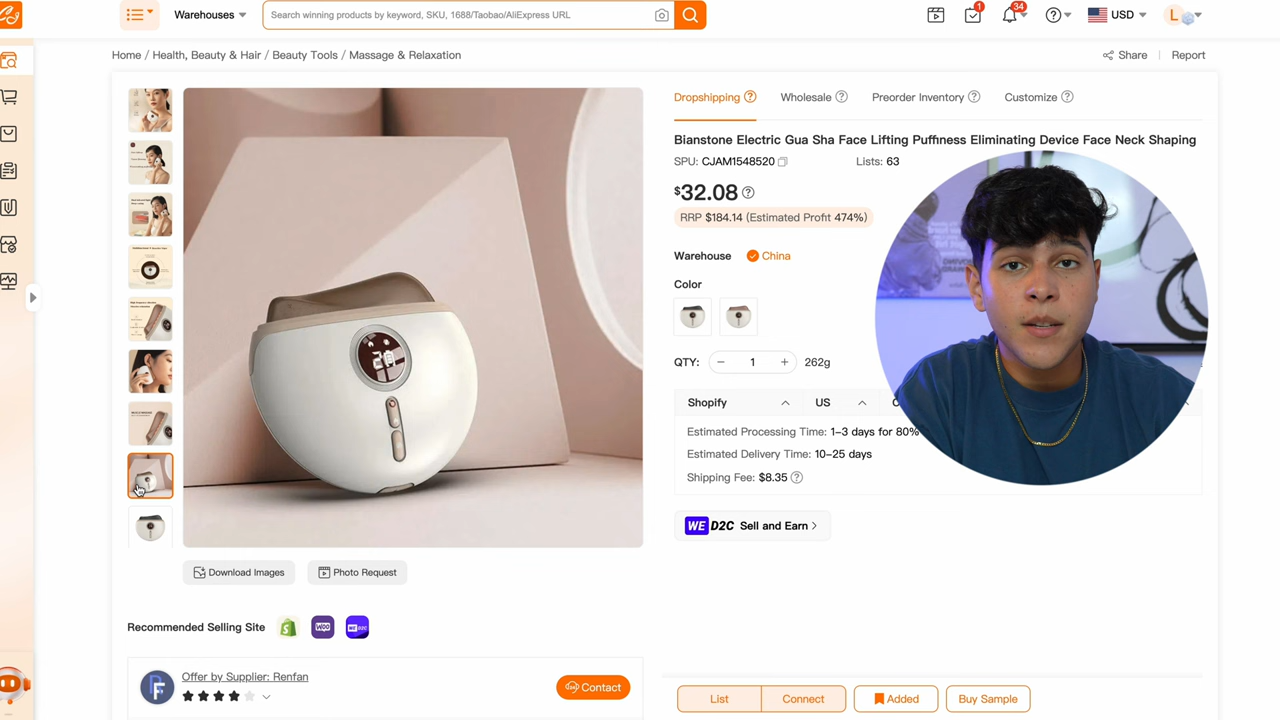 Warehouses
Search winning products by keyword, SKU, 1688/Taobao/AliExpress URL
1
34
USD
L
Home / Health, Beauty & Hair / Beauty Tools / Massage & Relaxation
Share
Report
Dropshipping ?
Wholesale ?
Preorder Inventory ?
Customize ?
Bianstone Electric Gua Sha Face Lifting Puffiness Eliminating Device Face Neck Shaping
SPU: CJAM1548520
Lists: 63
$32.08 ?
RRP $184.14 (Estimated Profit 474%)
Warehouse
China
Color
QTY:
− 1 +
262g
Shopify
US
Estimated Processing Time: 1-3 days for 80%
Estimated Delivery Time: 10-25 days
Shipping Fee: $8.35 ?
WE D2C Sell and Earn >
Download Images
Photo Request
Recommended Selling Site
WOO
Offer by Supplier: Renfan
Contact
List
Connect
Added
Buy Sample